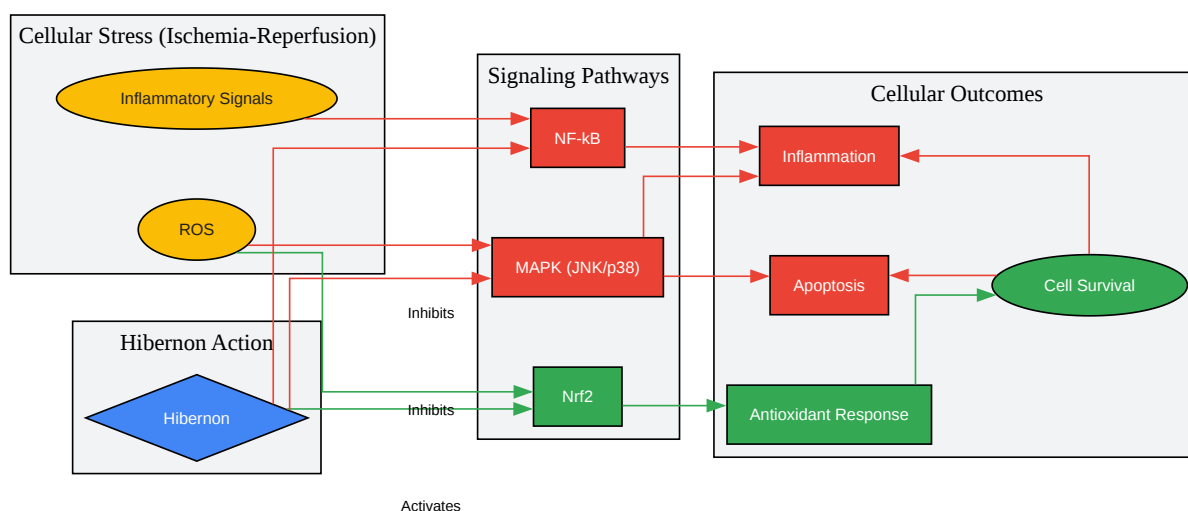 Cellular Stress (Ischemia-Reperfusion)
Inflammatory Signals
ROS
Hibernon Action
Hibernon
Signaling Pathways
NF-kB
MAPK (JNK/p38)
Nrf2
Inhibits
Inhibits
Activates
Cellular Outcomes
Inflammation
Apoptosis
Cell Survival
Antioxidant Response